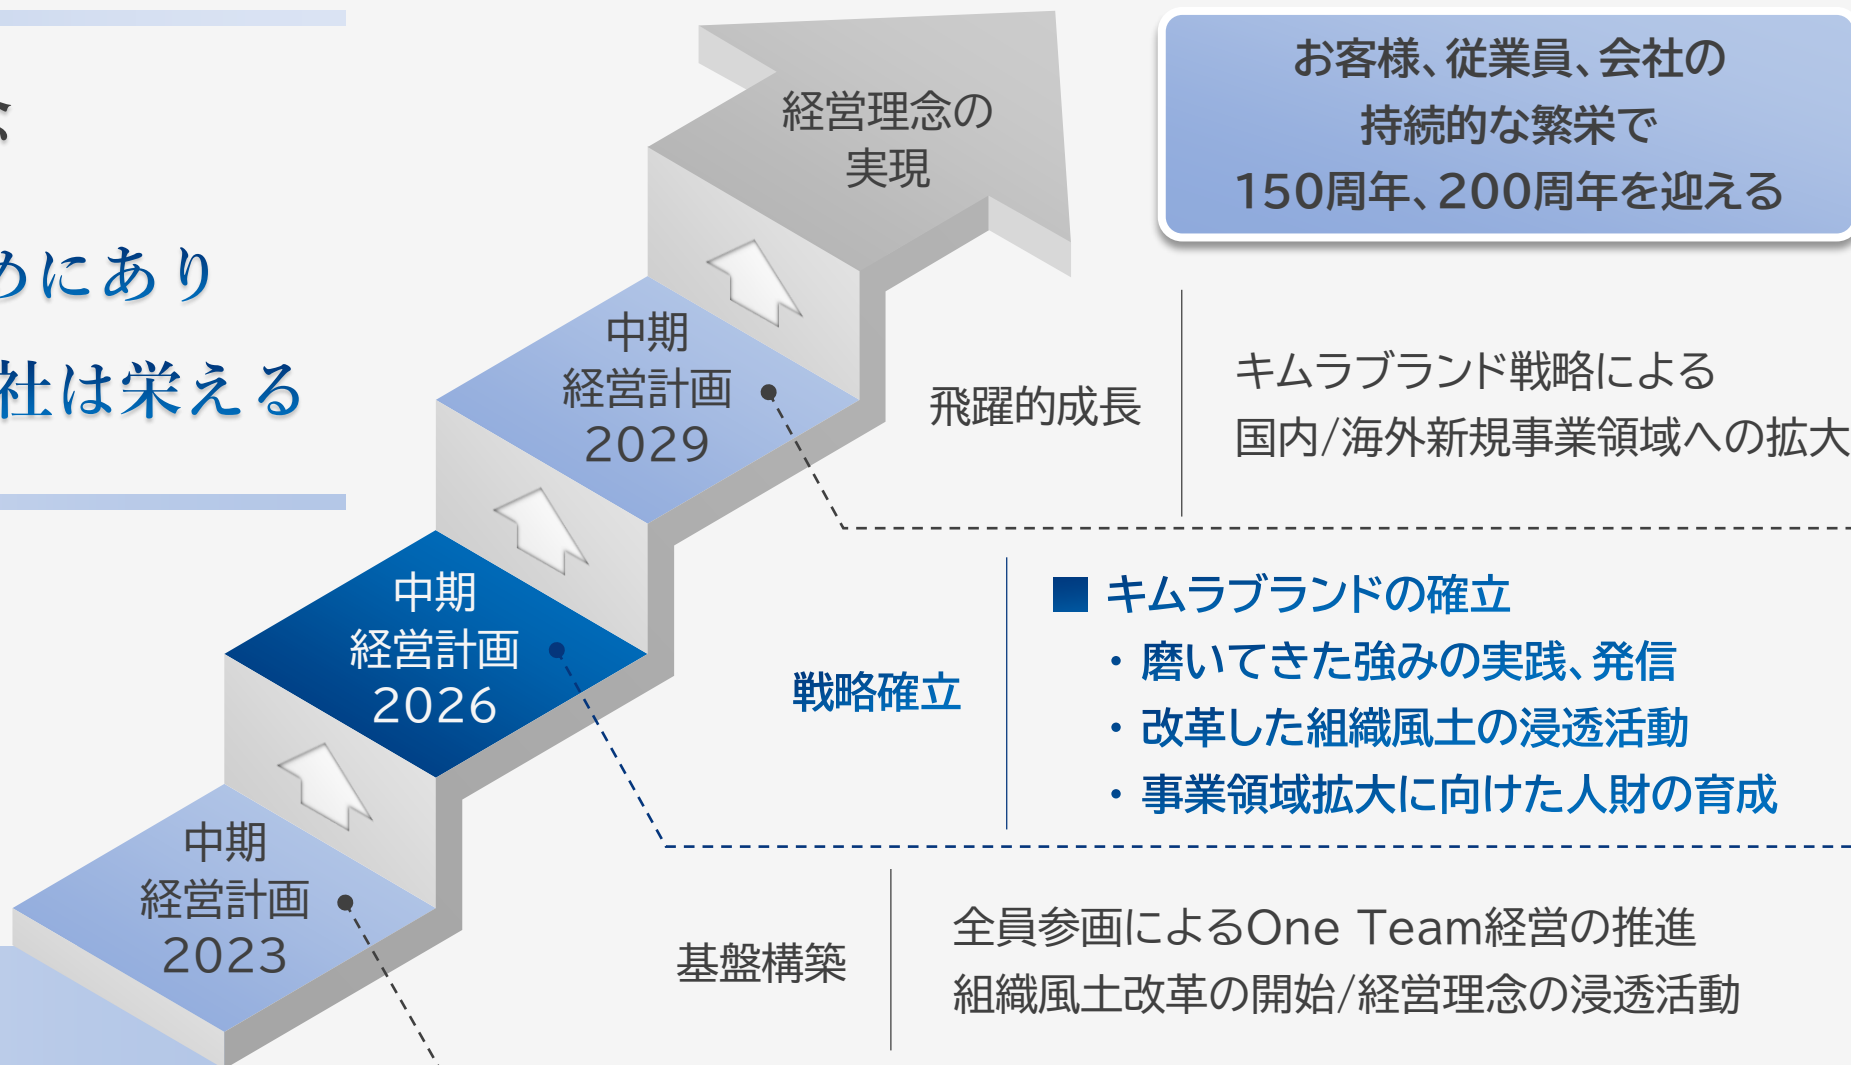 めにあり
社は栄える
経営理念の
実現
お客様、従業員、会社の
持続的な繁栄で
150周年、200周年を迎える
中期
経営計画
2029
飛躍的成長
キムラブランド戦略による
国内/海外新規事業領域への拡大
中期
経営計画
2026
戦略確立
■ キムラブランドの確立
・磨いてきた強みの実践、発信
・改革した組織風土の浸透活動
・事業領域拡大に向けた人財の育成
中期
経営計画
2023
基盤構築
全員参画によるOne Team経営の推進
組織風土改革の開始/経営理念の浸透活動